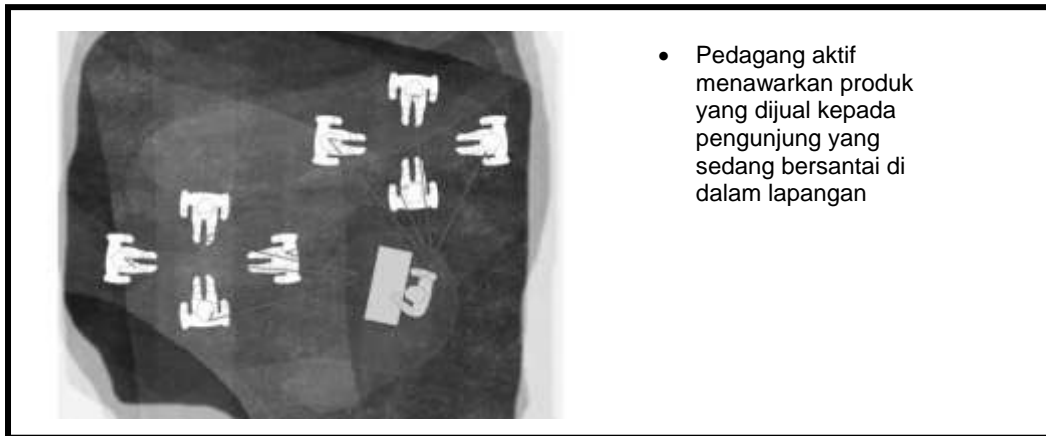 • Pedagang aktif
menawarkan produk
yang dijual kepada
pengunjung yang
sedang bersantai di
dalam lapangan